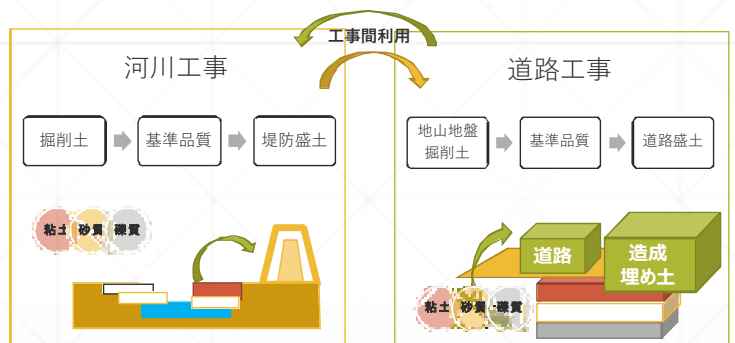 工事間利用
河川工事
道路工事
掘削土
基準品質
堤防盛土
地山地盤
掘削土
基準品質
道路盛土
粘土
砂質
礫質
道路
造成
埋め土
粘土
砂質
礫質